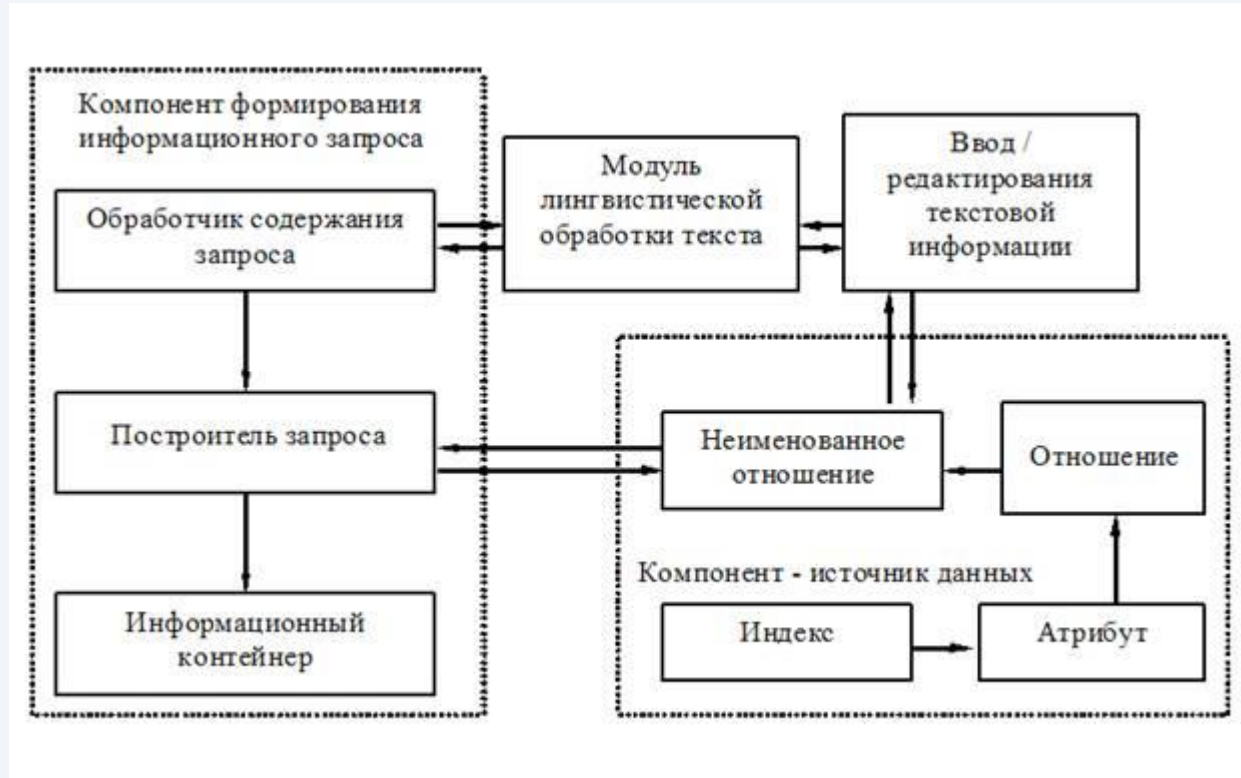 Компонент формирования
информационного запроса
Обработчик содержания
запроса
Построитель запроса
Информационный
контейнер
Модуль
лингвистической
обработки текста
Ввод /
редактирования
текстовой
информации
Неименованное
отношение
Отношение
Компонент - источник данных
Индекс
Атрибут